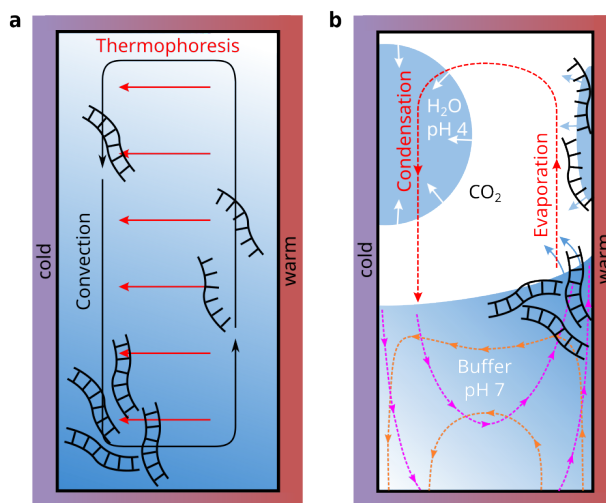 a
Thermophoresis
cold
Convection
warm
b
Condensation
H₂O
pH 4
CO₂
Evaporation
cold
warm
Buffer
pH 7